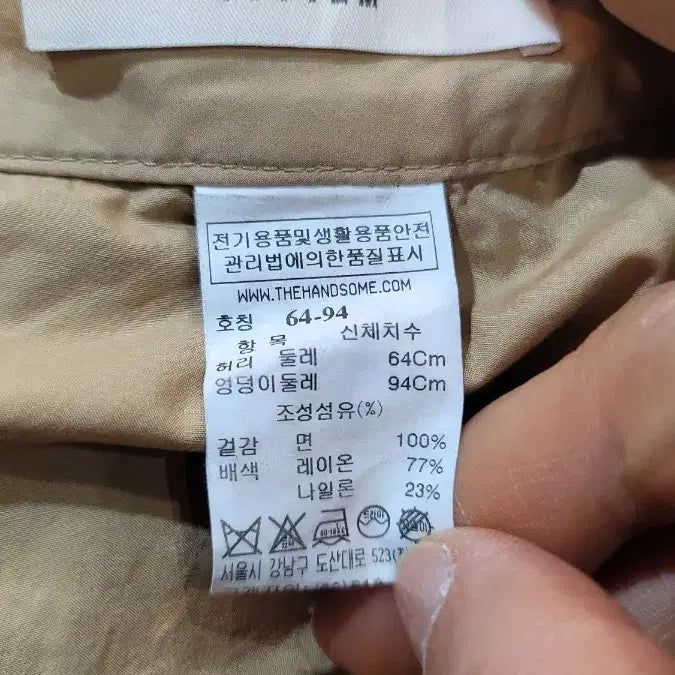 전기용품및생활용품안전
관리법에의한품질표시
WWW.THEHANDSOME.COM
호칭 64-94
항 목 신체치수
허리 둘레 64Cm
엉덩이둘레 94Cm
조성섬유(%)
겉감 면 100%
배색 레이온 77%
나일론 23%
서울시 강남구 도산대로 523